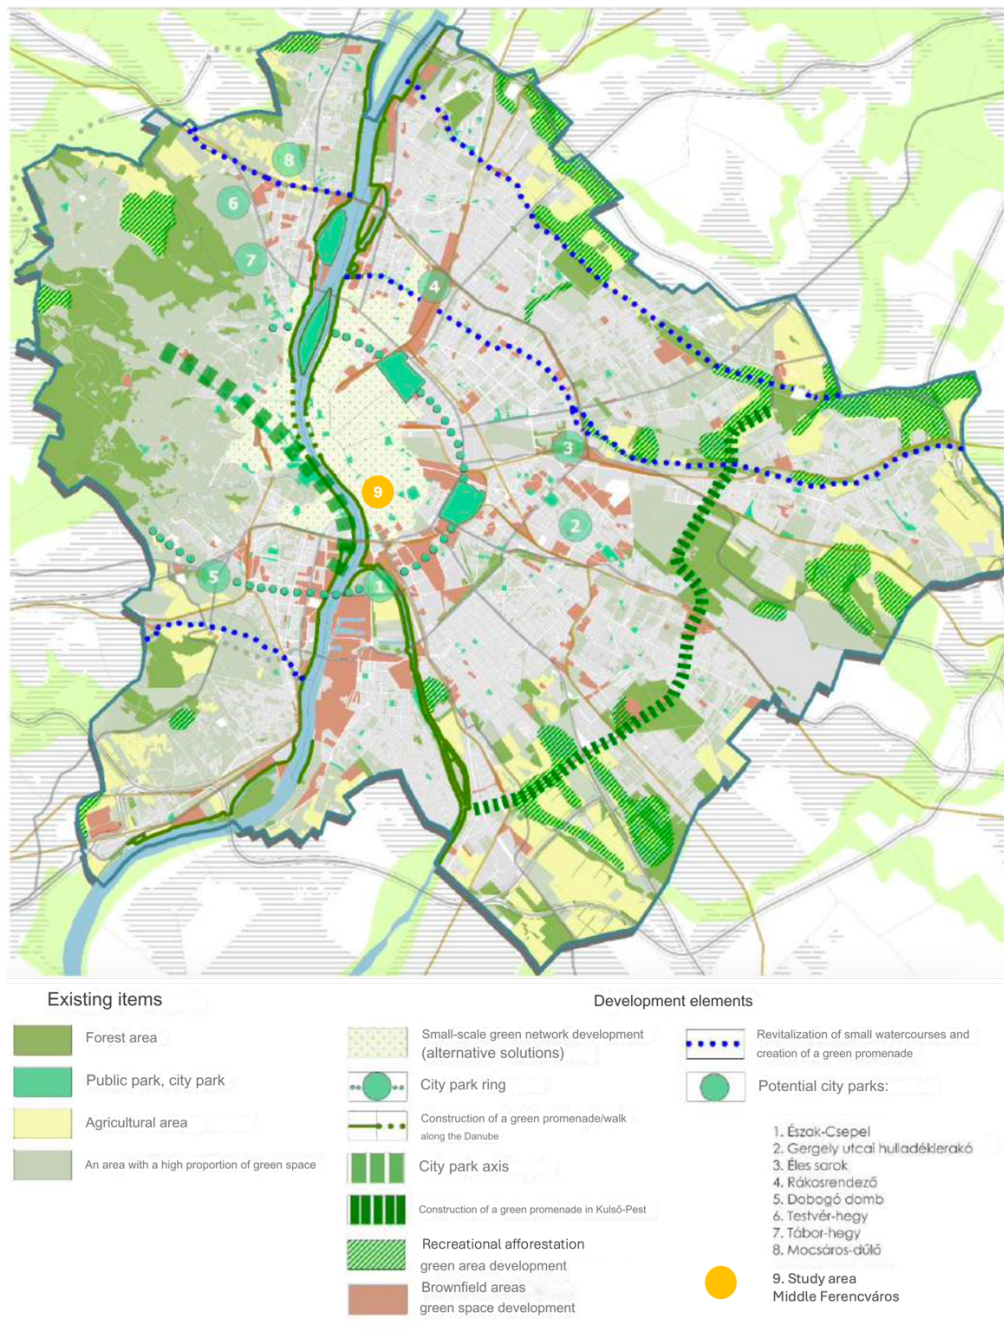 8
6
7
4
3
9
2
5
1
Existing items
Forest area
Public park, city park
Agricultural area
An area with a high proportion of green space
Development elements
Small-scale green network development
(alternative solutions)
City park ring
Construction of a green promenade/walk
along the Danube
City park axis
Construction of a green promenade in Kulső-Pest
Recreational afforestation
green area development
Brownfield areas
green space development
Revitalization of small watercourses and
creation of a green promenade
Potential city parks:
1. Észak-Csepel
2. Gergely utcai hulladéklerakó
3. Éles sarok
4. Rákosrendező
5. Dobogó domb
6. Testvér-hegy
7. Tábor-hegy
8. Mocsáros-dűlő
9. Study area
Middle Ferencváros